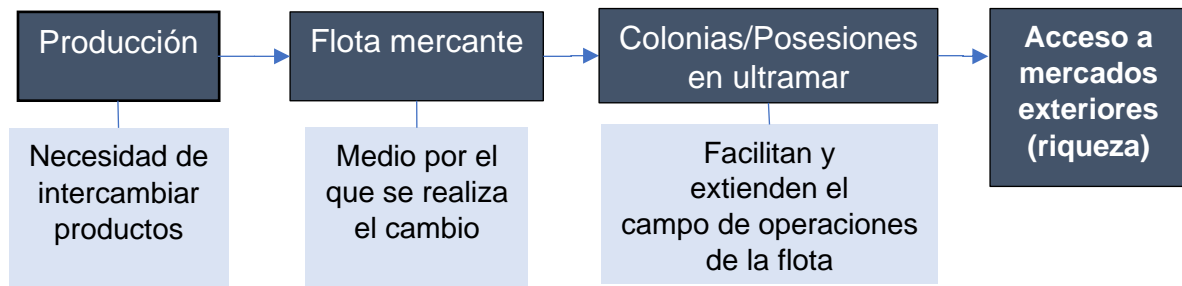 Producción
Flota mercante
Colonias/Posesiones
en ultramar
Acceso a
mercados
exteriores
(riqueza)
Necesidad de
intercambiar
productos
Medio por el
que se realiza
el cambio
Facilitan y
extienden el
campo de operaciones
de la flota